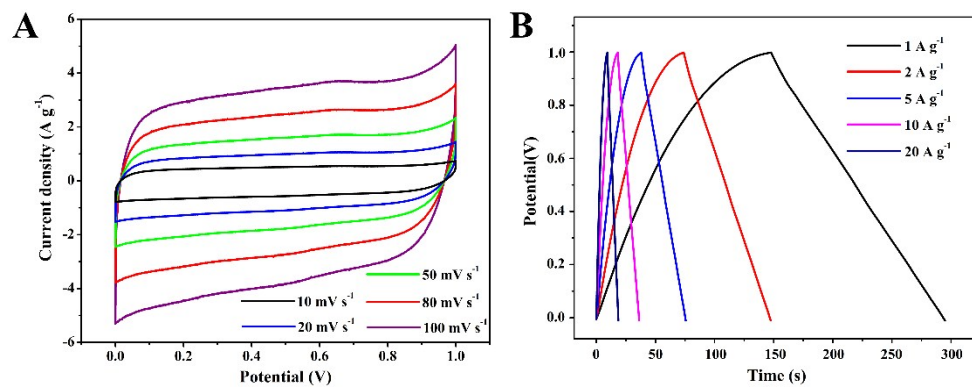 A
6
4
2
0
-2
-4
-6
Current density (A g⁻¹)
0.0 0.2 0.4 0.6 0.8 1.0
Potential (V)
50 mV s⁻¹
10 mV s⁻¹ 80 mV s⁻¹
20 mV s⁻¹ 100 mV s⁻¹
B
1.0
0.8
0.6
0.4
0.2
0.0
Potential(V)
0 50 100 150 200 250 300
Time (s)
1 A g⁻¹
2 A g⁻¹
5 A g⁻¹
10 A g⁻¹
20 A g⁻¹